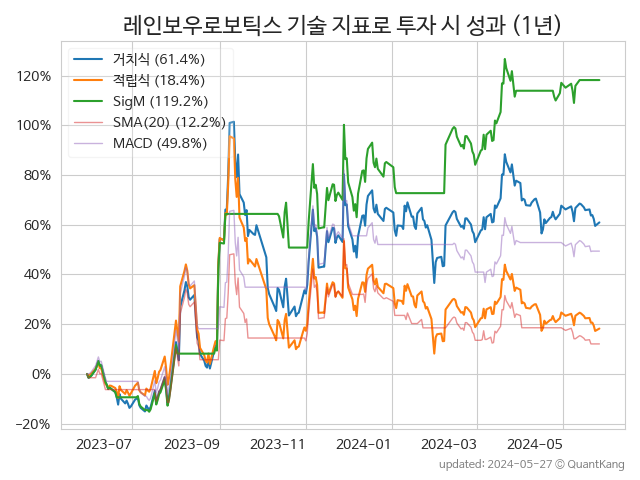 레인보우로보틱스 기술 지표로 투자 시 성과 (1년)
거치식 (61.4%)
적립식 (18.4%)
SigM (119.2%)
SMA(20) (12.2%)
MACD (49.8%)
120%
100%
80%
60%
40%
20%
0%
−20%
2023−07 2023−09 2023−11 2024−01 2024−03 2024−05
updated: 2024-05-27 © QuantKang